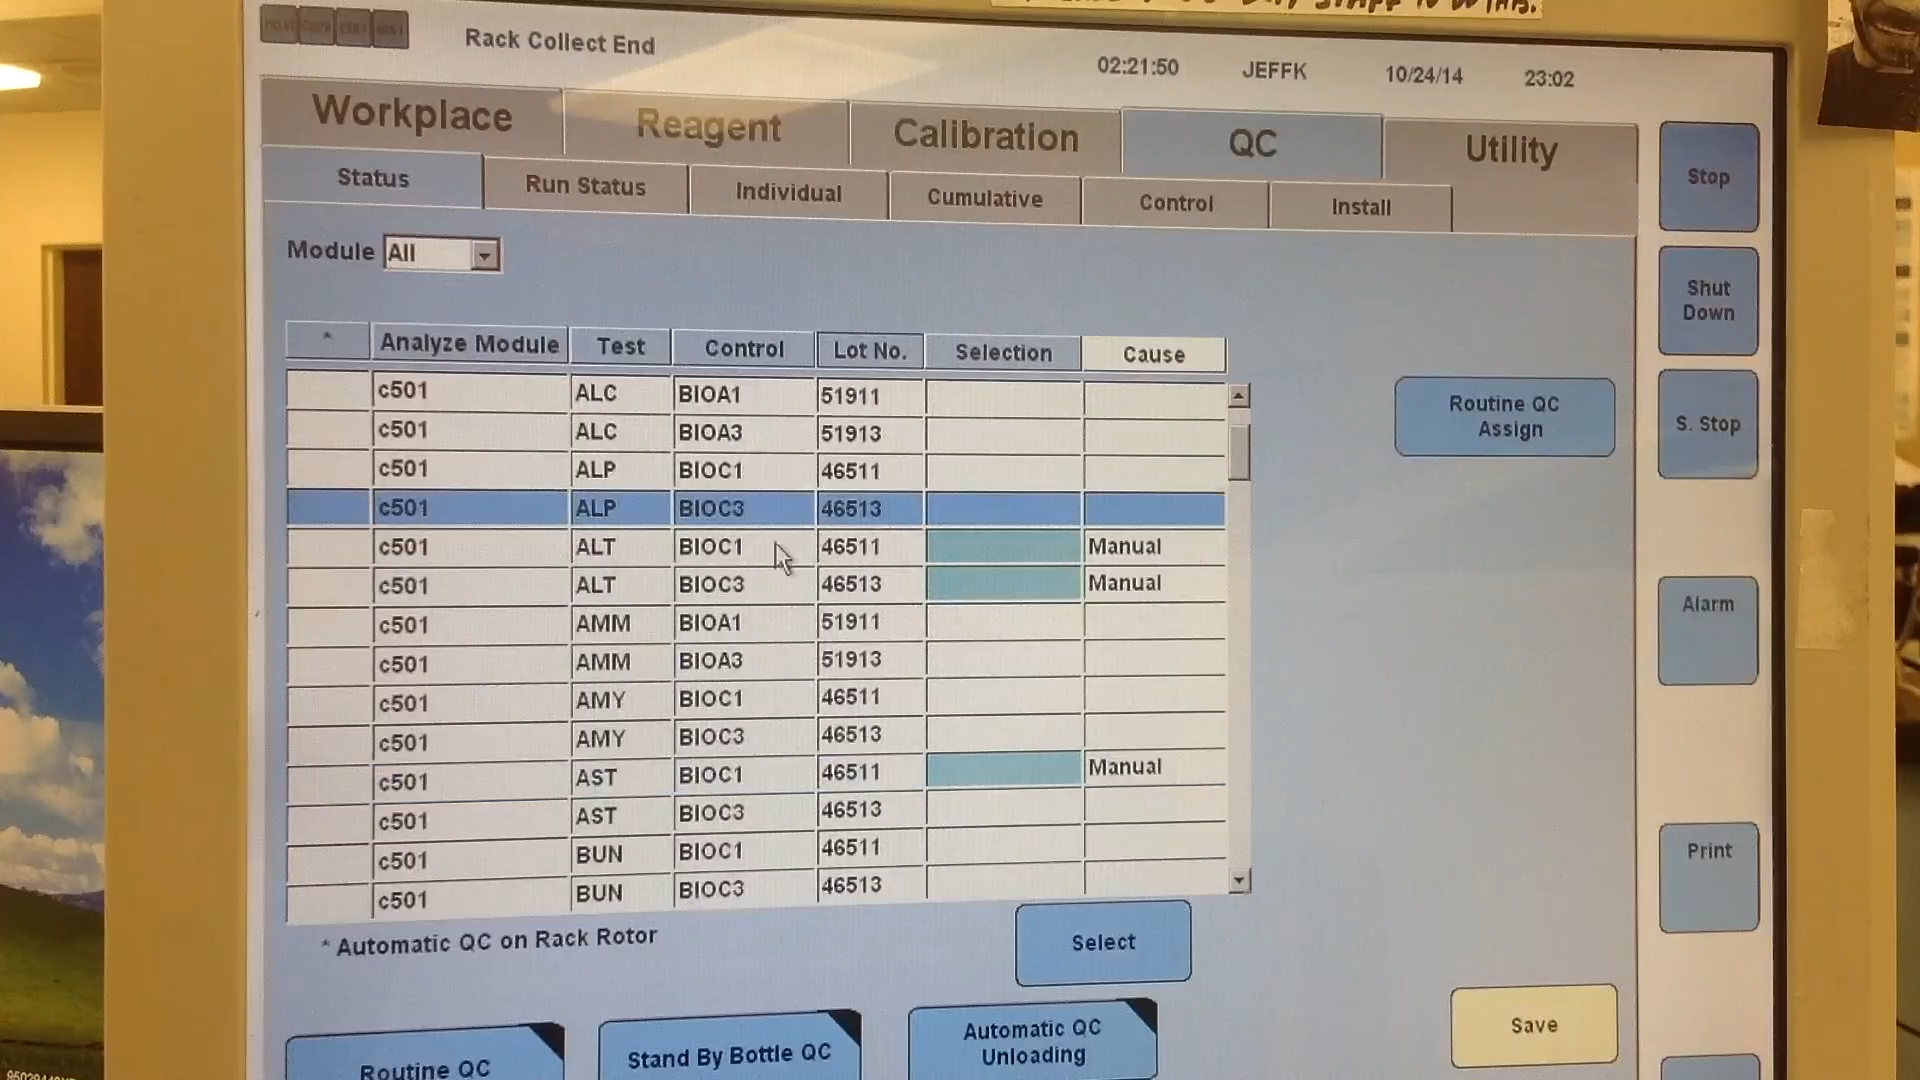 Rack Collect End
02:21:50 JEFFK 10/24/14 23:02
Workplace Reagent Calibration QC Utility
Status Run Status Individual Cumulative Control Install
Stop
Module All
Shut Down
* Analyze Module Test Control Lot No. Selection Cause
c501 ALC BIOA1 51911
c501 ALC BIOA3 51913
c501 ALP BIOC1 46511
c501 ALP BIOC3 46513
c501 ALT BIOC1 46511 Manual
c501 ALT BIOC3 46513 Manual
c501 AMM BIOA1 51911
c501 AMM BIOA3 51913
c501 AMY BIOC1 46511
c501 AMY BIOC3 46513
c501 AST BIOC1 46511 Manual
c501 AST BIOC3 46513
c501 BUN BIOC1 46511
c501 BUN BIOC3 46513
Routine QC
Assign
S. Stop
Alarm
Print
* Automatic QC on Rack Rotor
Select
Save
Routine QC
Stand By Bottle QC
Automatic QC
Unloading